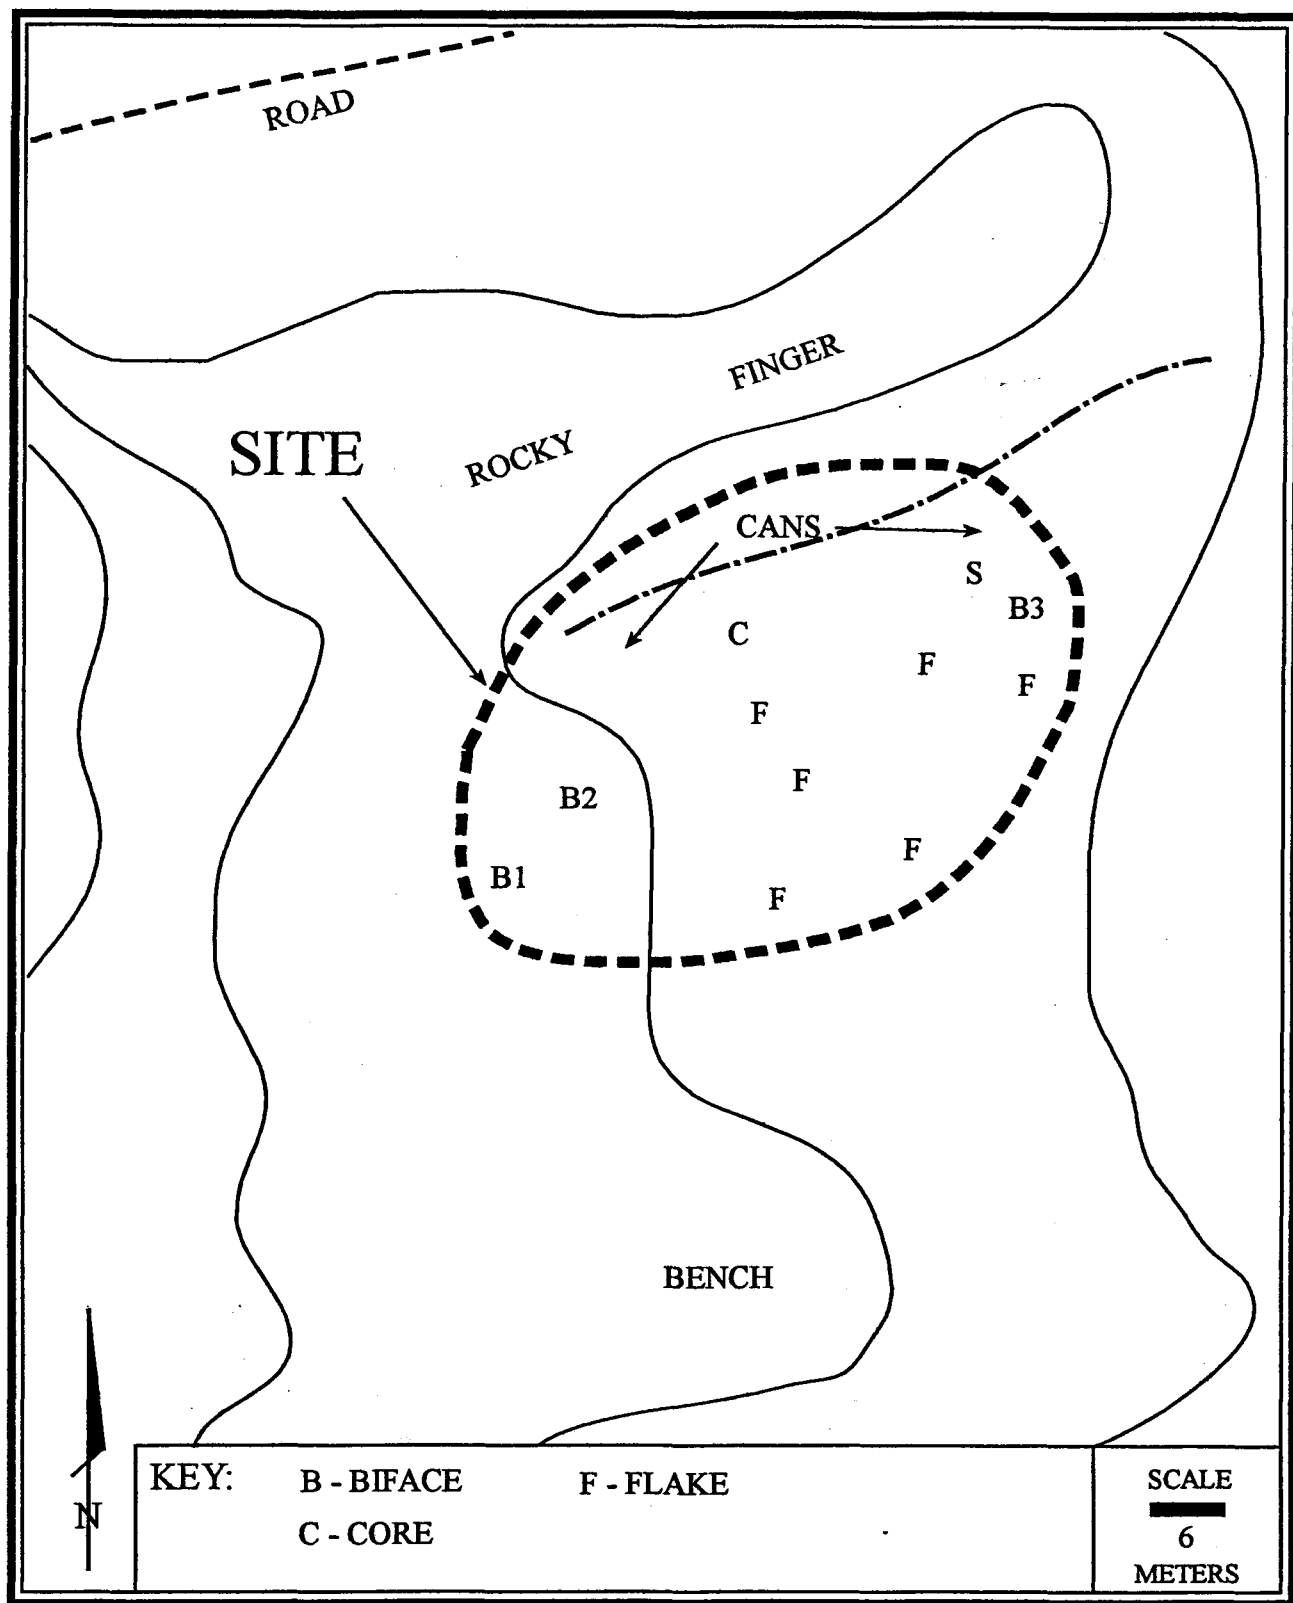 ROAD
FINGER
SITE
ROCKY
CANS
S
B3
C
F
F
F
F
B2
F
B1
F
BENCH
N
KEY: B - BIFACE F - FLAKE
C - CORE
SCALE
6
METERS